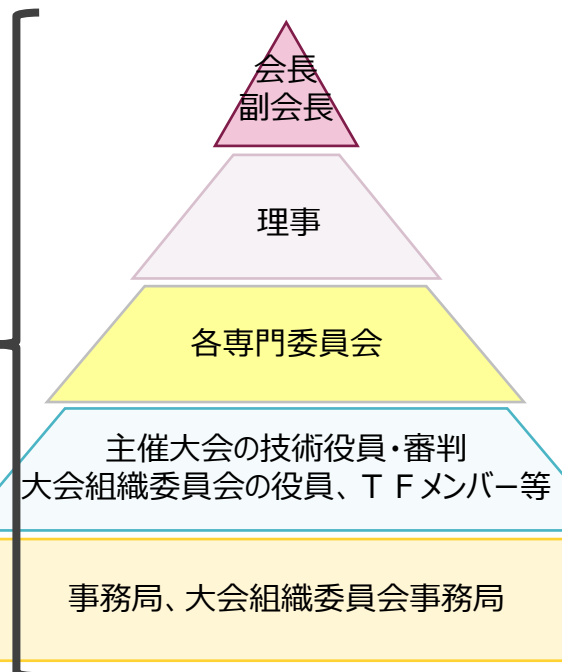 会長
副会長
理事
各専門委員会
主催大会の技術役員・審判
大会組織委員会の役員、ＴＦメンバー等
事務局、大会組織委員会事務局